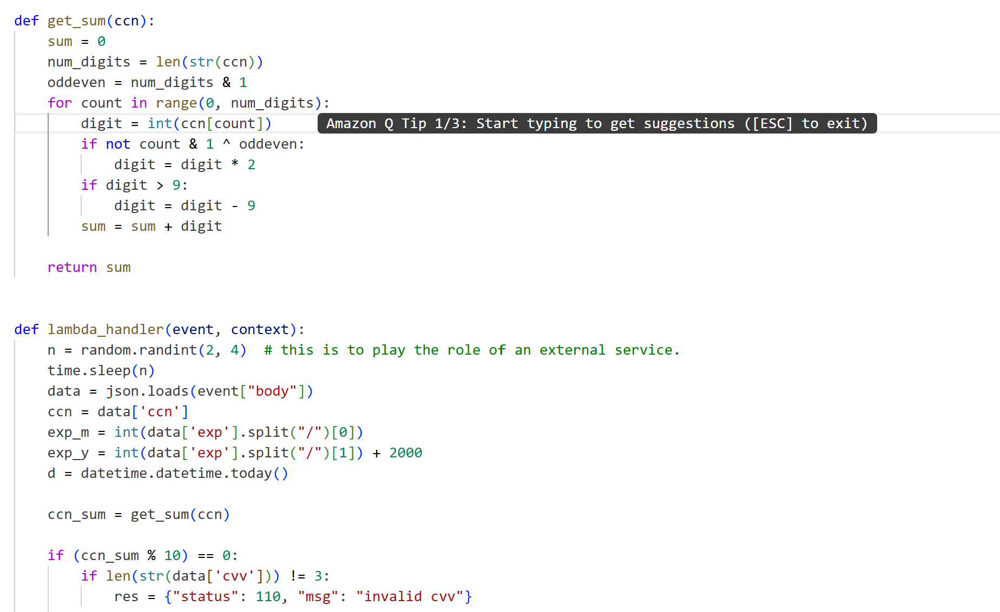 def get_sum(ccn):
    sum = 0
    num_digits = len(str(ccn))
    oddeven = num_digits & 1
    for count in range(0, num_digits):
        digit = int(ccn[count])     Amazon Q Tip 1/3: Start typing to get suggestions ([ESC] to exit)
        if not count & 1 ^ oddeven:
            digit = digit * 2
        if digit > 9:
            digit = digit - 9
        sum = sum + digit

    return sum


def lambda_handler(event, context):
    n = random.randint(2, 4)  # this is to play the role of an external service.
    time.sleep(n)
    data = json.loads(event["body"])
    ccn = data['ccn']
    exp_m = int(data['exp'].split("/")[0])
    exp_y = int(data['exp'].split("/")[1]) + 2000
    d = datetime.datetime.today()

    ccn_sum = get_sum(ccn)

    if (ccn_sum % 10) == 0:
        if len(str(data['cvv'])) != 3:
            res = {"status": 110, "msg": "invalid cvv"}